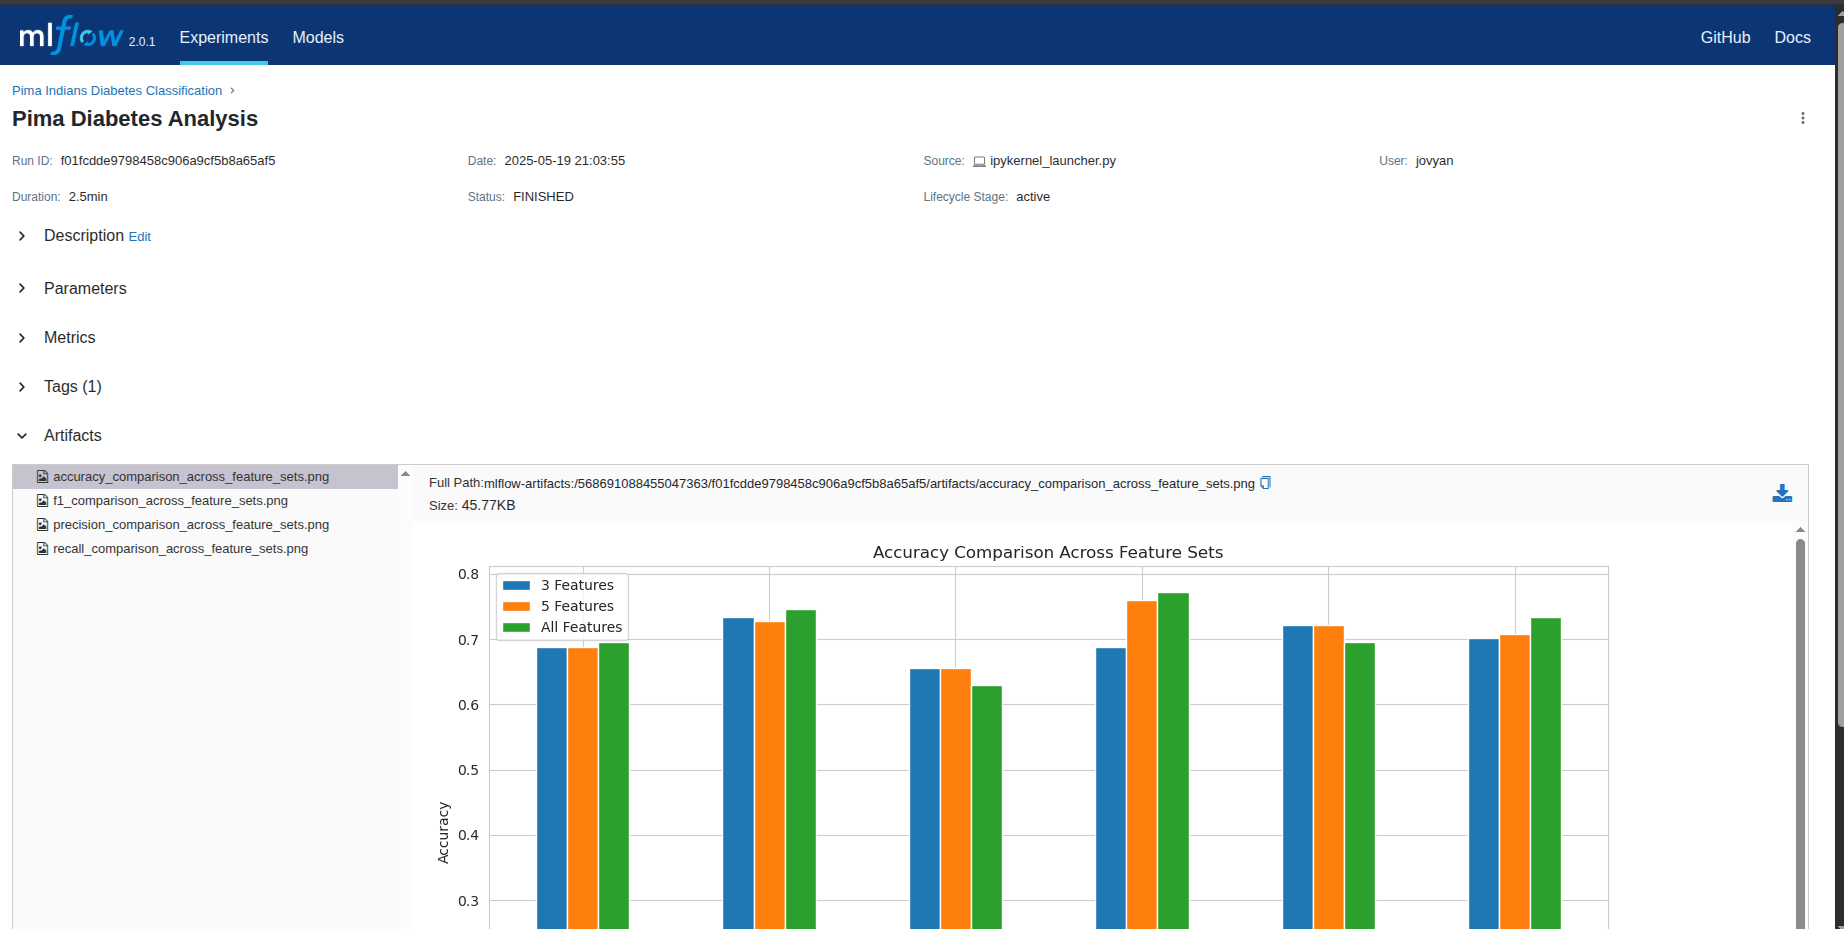 mlflow 2.0.1 Experiments Models GitHub Docs
Pima Indians Diabetes Classification
Pima Diabetes Analysis
Run ID: f01fcdde9798458c906a9cf5b8a65af5 Date: 2025-05-19 21:03:55 Source: ipykernel_launcher.py User: jovyan
Duration: 2.5min Status: FINISHED Lifecycle Stage: active
Description Edit
Parameters
Metrics
Tags (1)
Artifacts
accuracy_comparison_across_feature_sets.png
f1_comparison_across_feature_sets.png
precision_comparison_across_feature_sets.png
recall_comparison_across_feature_sets.png
Full Path:mlflow-artifacts:/568691088455047363/f01fcdde9798458c906a9cf5b8a65af5/artifacts/accuracy_comparison_across_feature_sets.png
Size: 45.77KB
Accuracy Comparison Across Feature Sets
3 Features
5 Features
All Features
0.8
0.7
0.6
0.5
0.4
0.3
Accuracy